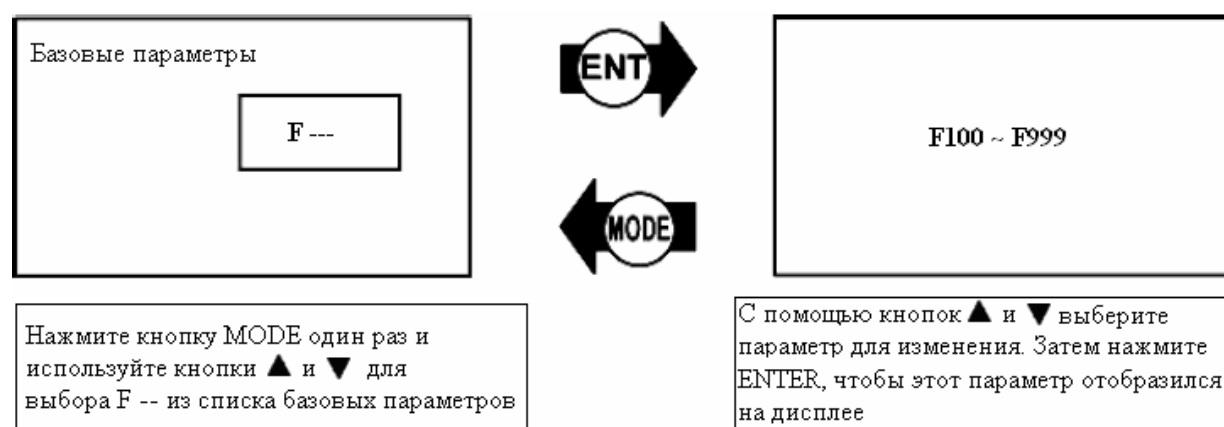 Базовые параметры
F ---
ENT
MODE
F100 ~ F999
Нажмите кнопку MODE один раз и
используйте кнопки ▲ и ▼ для
выбора F -- из списка базовых параметров
С помощью кнопок ▲ и ▼ выберите
параметр для изменения. Затем нажмите
ENTER, чтобы этот параметр отобразился
на дисплее